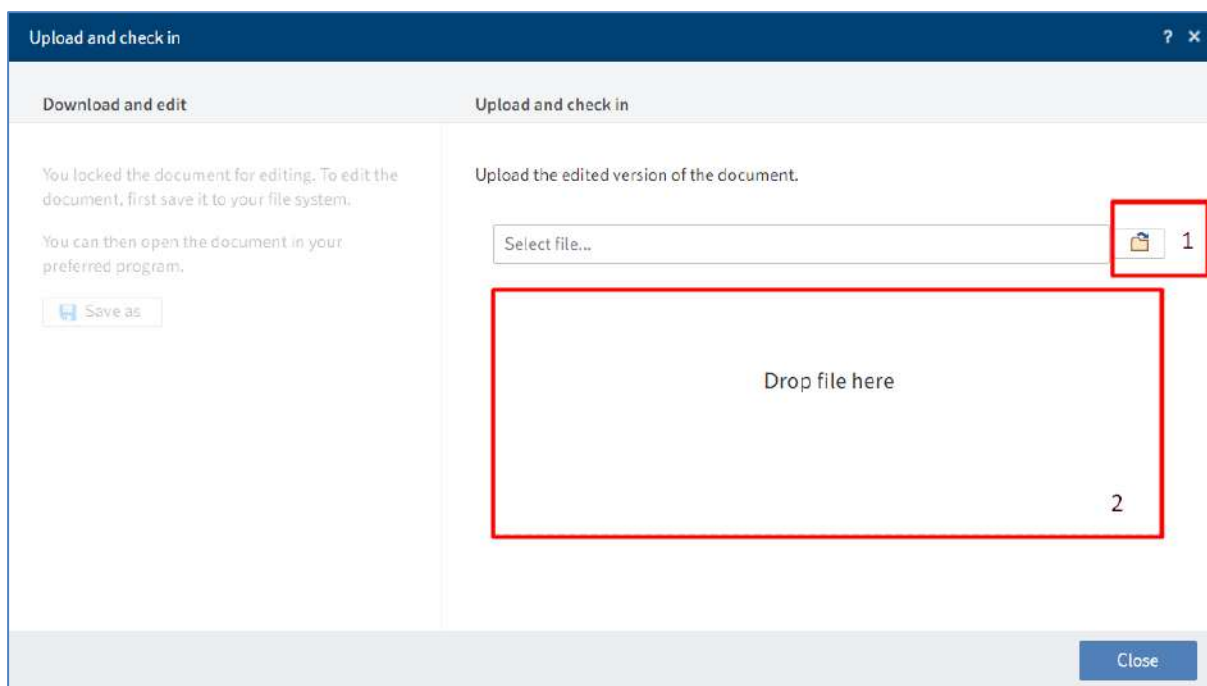 Upload and check in
? ×
Download and edit
Upload and check in
You locked the document for editing. To edit the
document, first save it to your file system.
You can then open the document in your
preferred program.
Save as
Upload the edited version of the document.
Select file...
1
Drop file here
2
Close